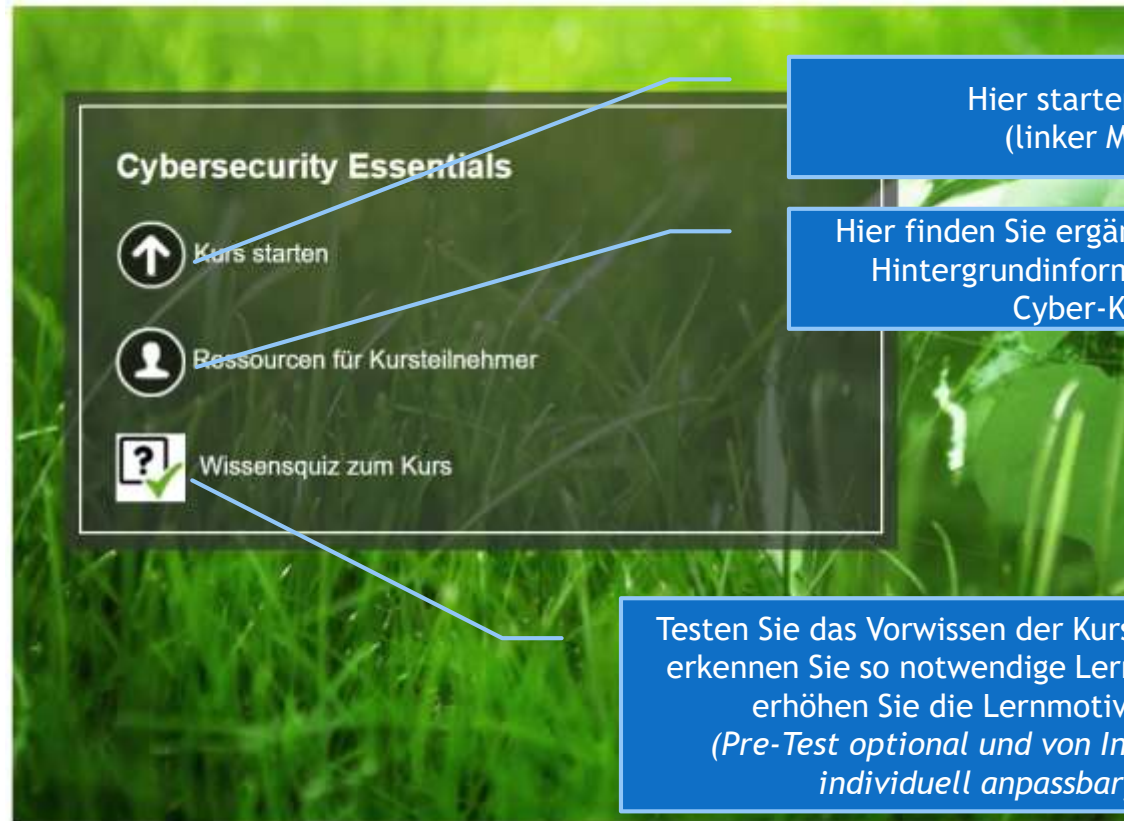 Cybersecurity Essentials
Kurs starten
Ressourcen für Kursteilnehmer
Wissensquiz zum Kurs
Hier starte
(linker M
Hier finden Sie ergä
Hintergrundinform
Cyber-K
Testen Sie das Vorwissen der Kurs
erkennen Sie so notwendige Ler
erhöhen Sie die Lernmotiv
(Pre-Test optional und von In
individuell anpassbar